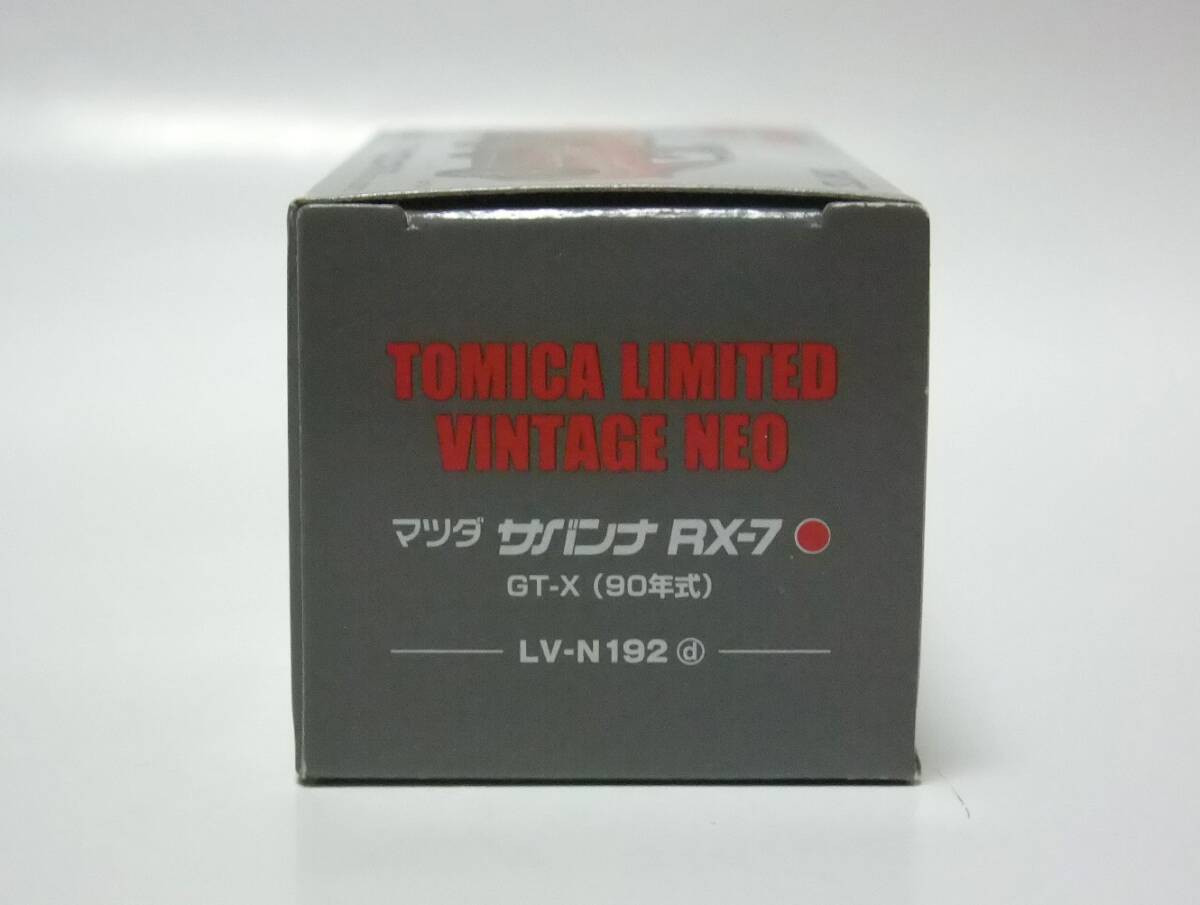 TOMICA LIMITED
VINTAGE NEO
マツダ サバンナ RX-7
GT-X（90年式）
LV-N192 ⓓ